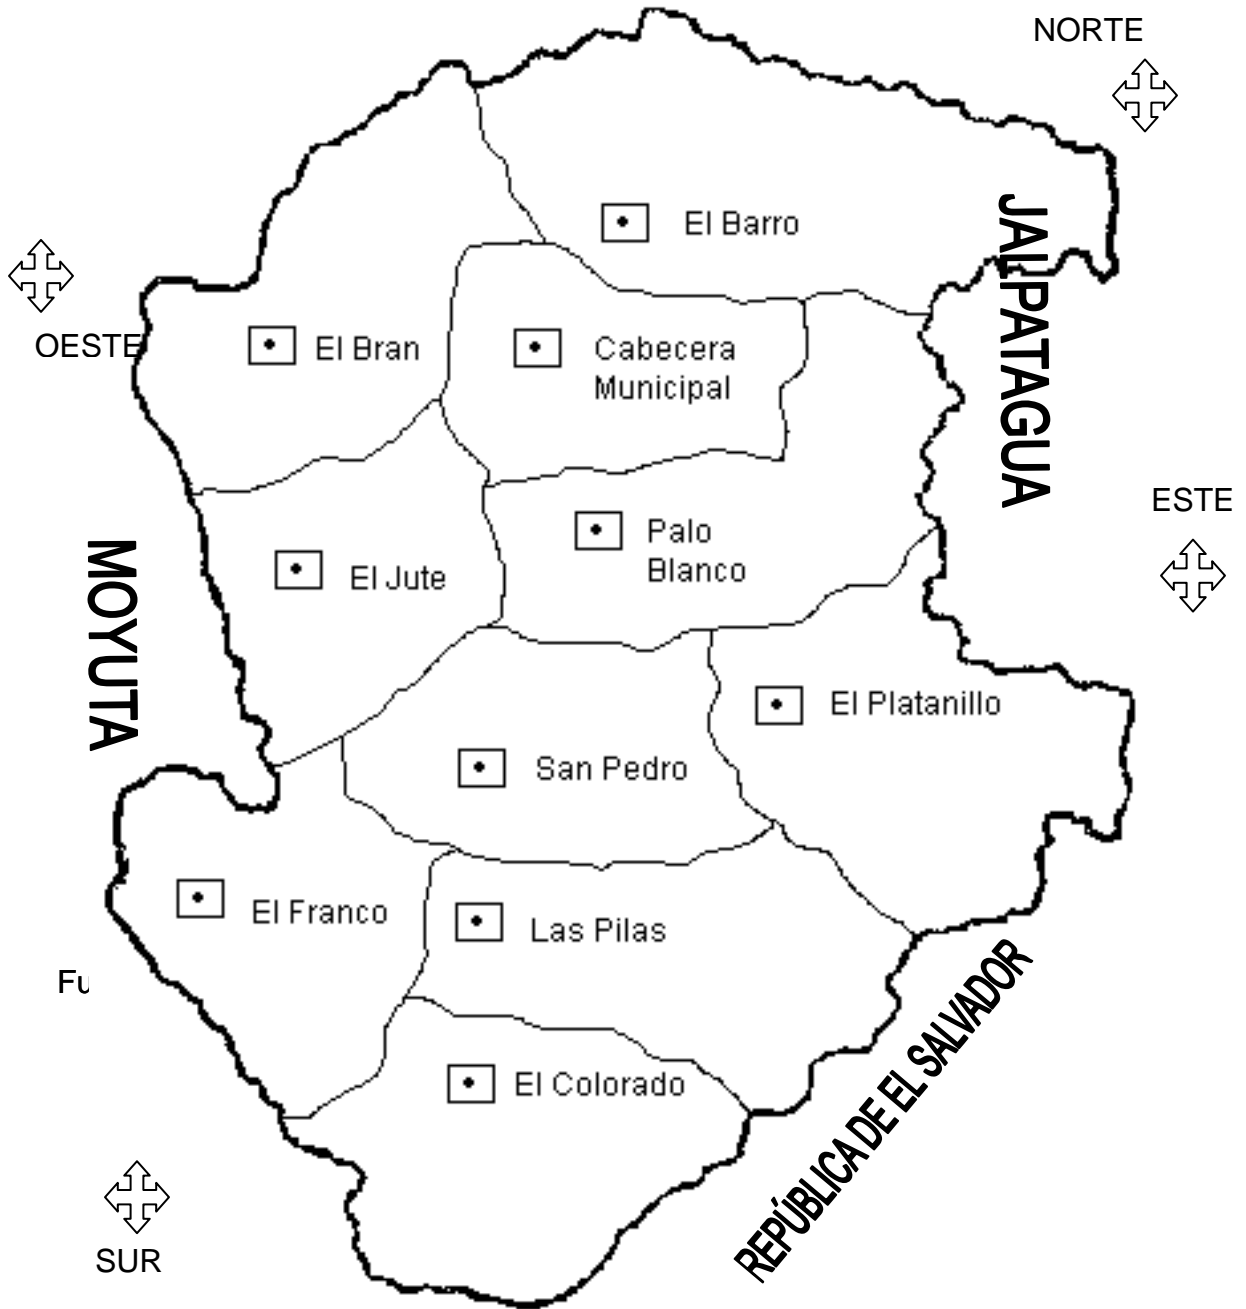 NORTE
El Barro
JALPATAGUA
OESTE
El Bran
Cabecera
Municipal
ESTE
Palo
Blanco
El Jute
MOYUTA
El Platanillo
San Pedro
El Franco
Las Pilas
Fu
REPÚBLICA DE EL SALVADOR
El Colorado
SUR